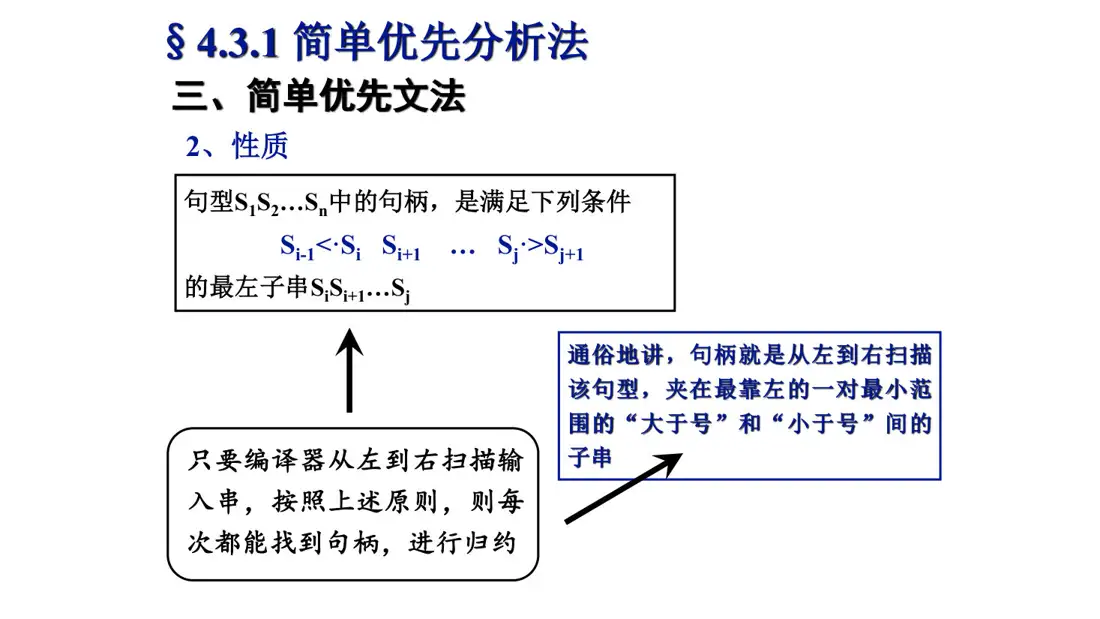 §4.3.1 简单优先分析法
三、简单优先文法
2、性质
句型S₁S₂…Sₙ中的句柄，是满足下列条件
Sᵢ₋₁<·Sᵢ Sᵢ₊₁ … Sⱼ·>Sⱼ₊₁
的最左子串SᵢSᵢ₊₁…Sⱼ
通俗地讲，句柄就是从左到右扫描
该句型，夹在最靠左的一对最小范
围的“大于号”和“小于号”间的
子串
只要编译器从左到右扫描输
入串，按照上述原则，则每
次都能找到句柄，进行归约